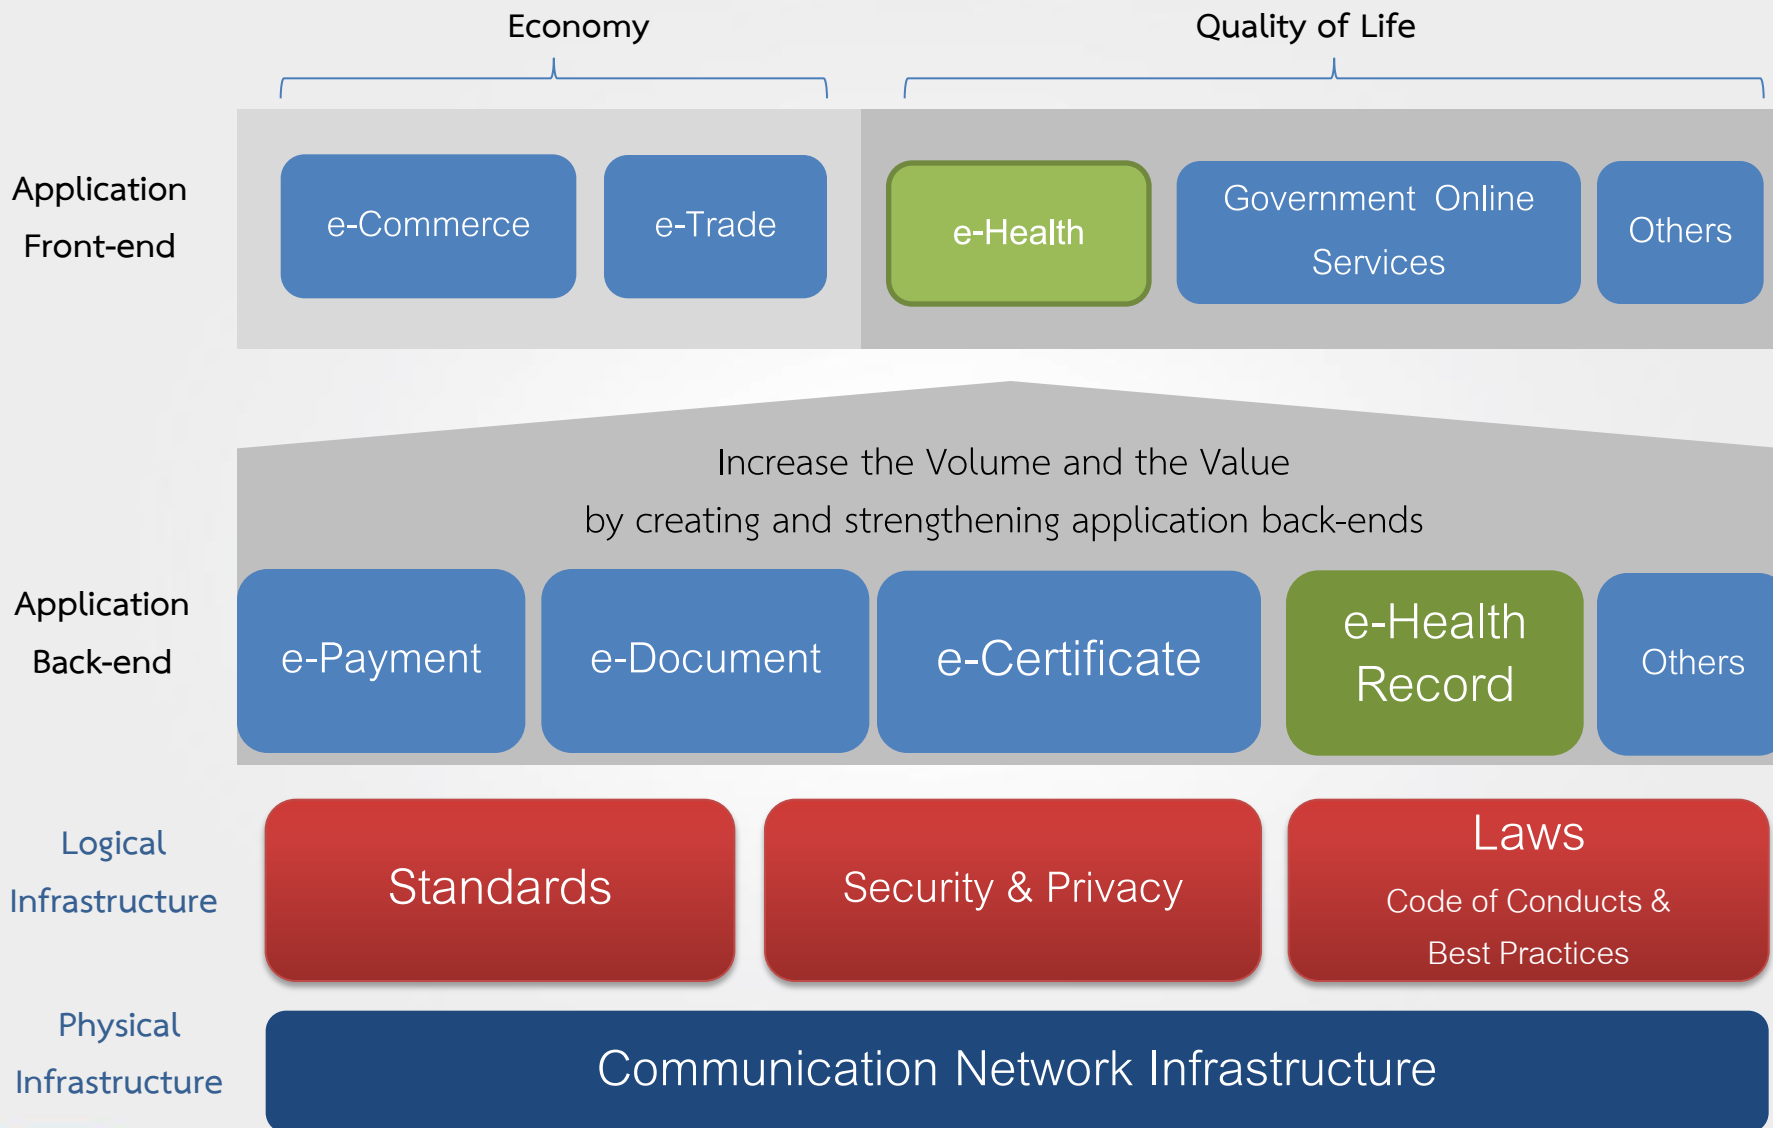 Economy
Quality of Life
Application
Front-end
e-Commerce
e-Trade
e-Health
Government Online
Services
Others
Increase the Volume and the Value
by creating and strengthening application back-ends
Application
Back-end
e-Payment
e-Document
e-Certificate
e-Health
Record
Others
Logical
Infrastructure
Standards
Security & Privacy
Laws
Code of Conducts &
Best Practices
Physical
Infrastructure
Communication Network Infrastructure